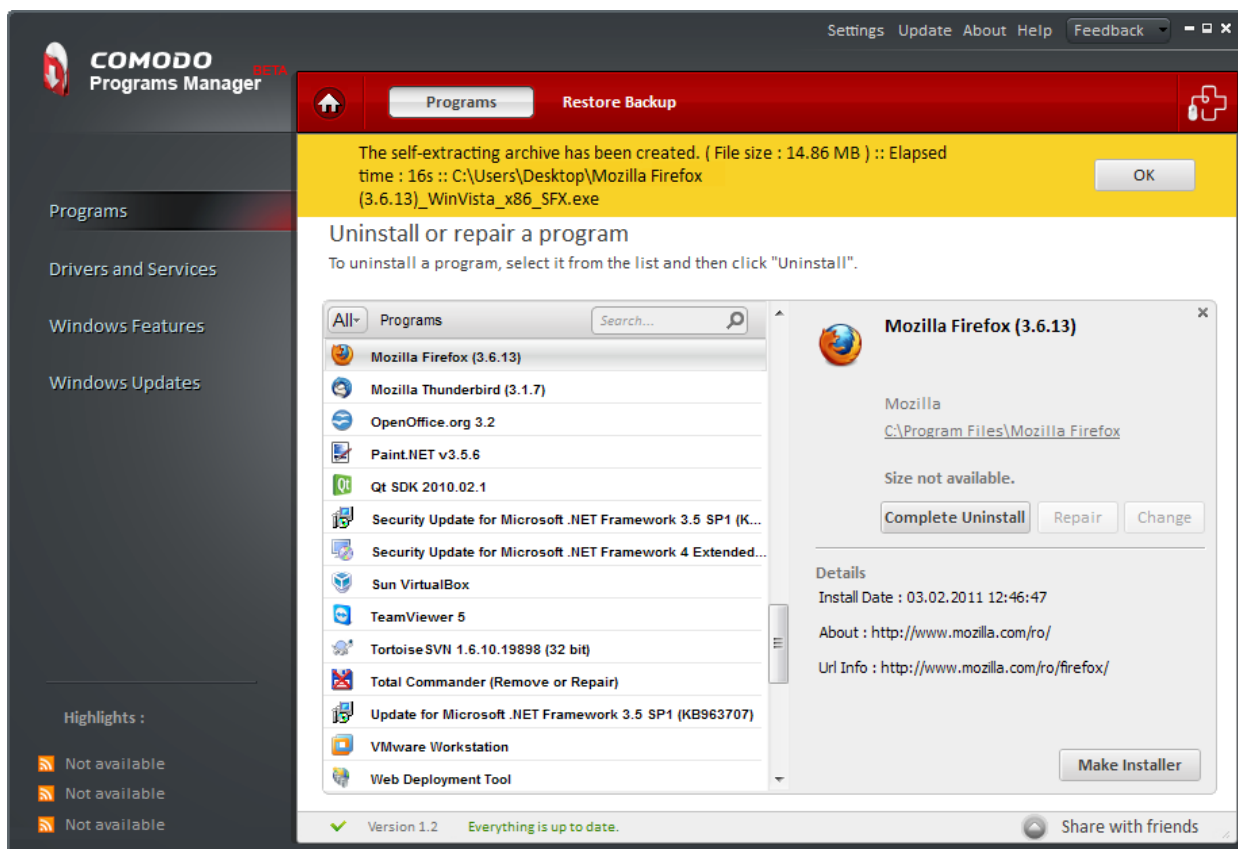 Settings Update About Help Feedback
COMODO
BETA
Programs Manager
Programs Restore Backup
The self-extracting archive has been created. ( File size : 14.86 MB ) :: Elapsed
time : 16s :: C:\Users\Desktop\Mozilla Firefox
(3.6.13)_WinVista_x86_SFX.exe
OK
Programs
Drivers and Services
Windows Features
Windows Updates
Highlights :
Not available
Not available
Not available
Uninstall or repair a program
To uninstall a program, select it from the list and then click "Uninstall".
All Programs Search...
Mozilla Firefox (3.6.13)
Mozilla Thunderbird (3.1.7)
OpenOffice.org 3.2
Paint.NET v3.5.6
Qt SDK 2010.02.1
Security Update for Microsoft .NET Framework 3.5 SP1 (K...
Security Update for Microsoft .NET Framework 4 Extended...
Sun VirtualBox
TeamViewer 5
TortoiseSVN 1.6.10.19898 (32 bit)
Total Commander (Remove or Repair)
Update for Microsoft .NET Framework 3.5 SP1 (KB963707)
VMware Workstation
Web Deployment Tool
Mozilla Firefox (3.6.13)
Mozilla
C:\Program Files\Mozilla Firefox
Size not available.
Complete Uninstall Repair Change
Details
Install Date : 03.02.2011 12:46:47
About : http://www.mozilla.com/ro/
Url Info : http://www.mozilla.com/ro/firefox/
Make Installer
Version 1.2 Everything is up to date.
Share with friends